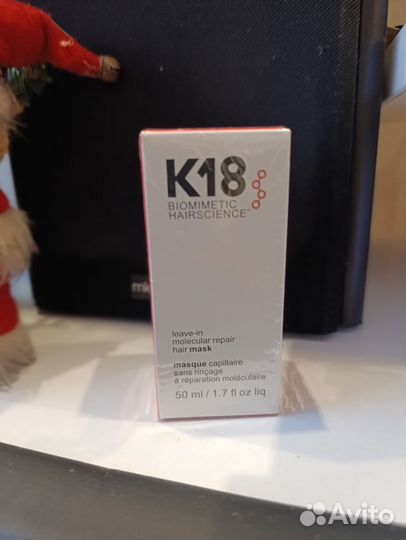 K18
BIOMIMETIC
HAIRSCIENCE™
leave-in
molecular repair
hair mask
masque capillaire
sans rinçage
à réparation moléculaire
50 ml / 1.7 fl oz liq
Avito